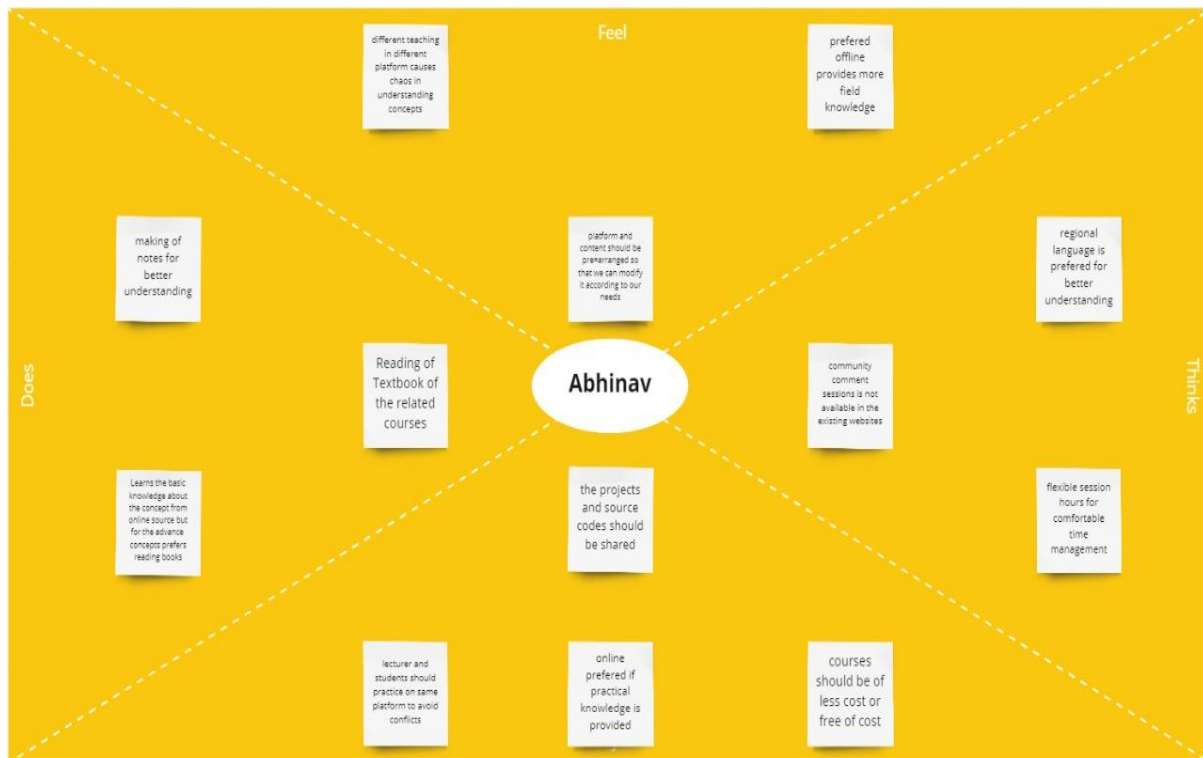 Feel
different teaching
in different
platform causes
chaos in
understanding
concepts
prefered
offline
provides more
field
knowledge
making of
notes for
better
understanding
platform and
content should be
pre-arranged so
that we can modify
it according to our
needs
regional
language is
prefered for
better
understanding
Does
Reading of
Textbook of
the related
courses
Abhinav
community
comment
sessions is not
available in the
existing websites
Thinks
Learns the basic
knowledge about
the concept from
online source but
for the advance
concepts prefers
reading books
the projects
and source
codes should
be shared
flexible session
hours for
comfortable
time
management
lecturer and
students should
practice on same
platform to avoid
conflicts
online
prefered if
practical
knowledge is
provided
courses
should be of
less cost or
free of cost